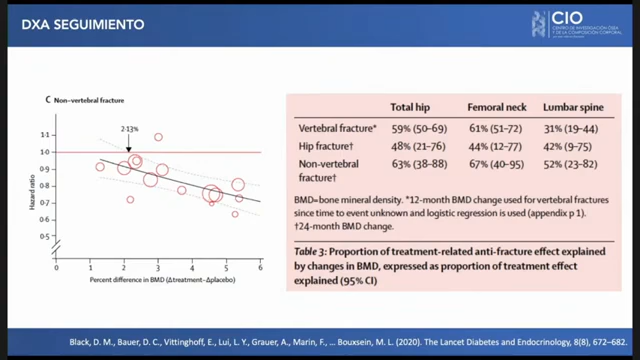 DXA SEGUIMIENTO
CIO
CENTRO DE INVESTIGACIÓN ÓSEA
Y DE LA COMPOSICIÓN CORPORAL
C Non-vertebral fracture
2·13%
1·1
1·0
0·9
0·8
0·7
0·6
0·5
Hazard ratio
0 1 2 3 4 5 6
Percent difference in BMD (Δtreatment–Δplacebo)
Total hip Femoral neck Lumbar spine
Vertebral fracture* 59% (50–69) 61% (51–72) 31% (19–44)
Hip fracture† 48% (21–76) 44% (12–77) 42% (9–75)
Non-vertebral fracture† 63% (38–88) 67% (40–95) 52% (23–82)
BMD=bone mineral density. *12-month BMD change used for vertebral fractures
since time to event unknown and logistic regression is used (appendix p 1).
†24-month BMD change.
Table 3: Proportion of treatment-related anti-fracture effect explained
by changes in BMD, expressed as proportion of treatment effect
explained (95% CI)
Black, D. M., Bauer, D. C., Vittinghoff, E., Lui, L. Y., Grauer, A., Marin, F., ... Bouxsein, M. L. (2020). The Lancet Diabetes and Endocrinology, 8(8), 672–682.